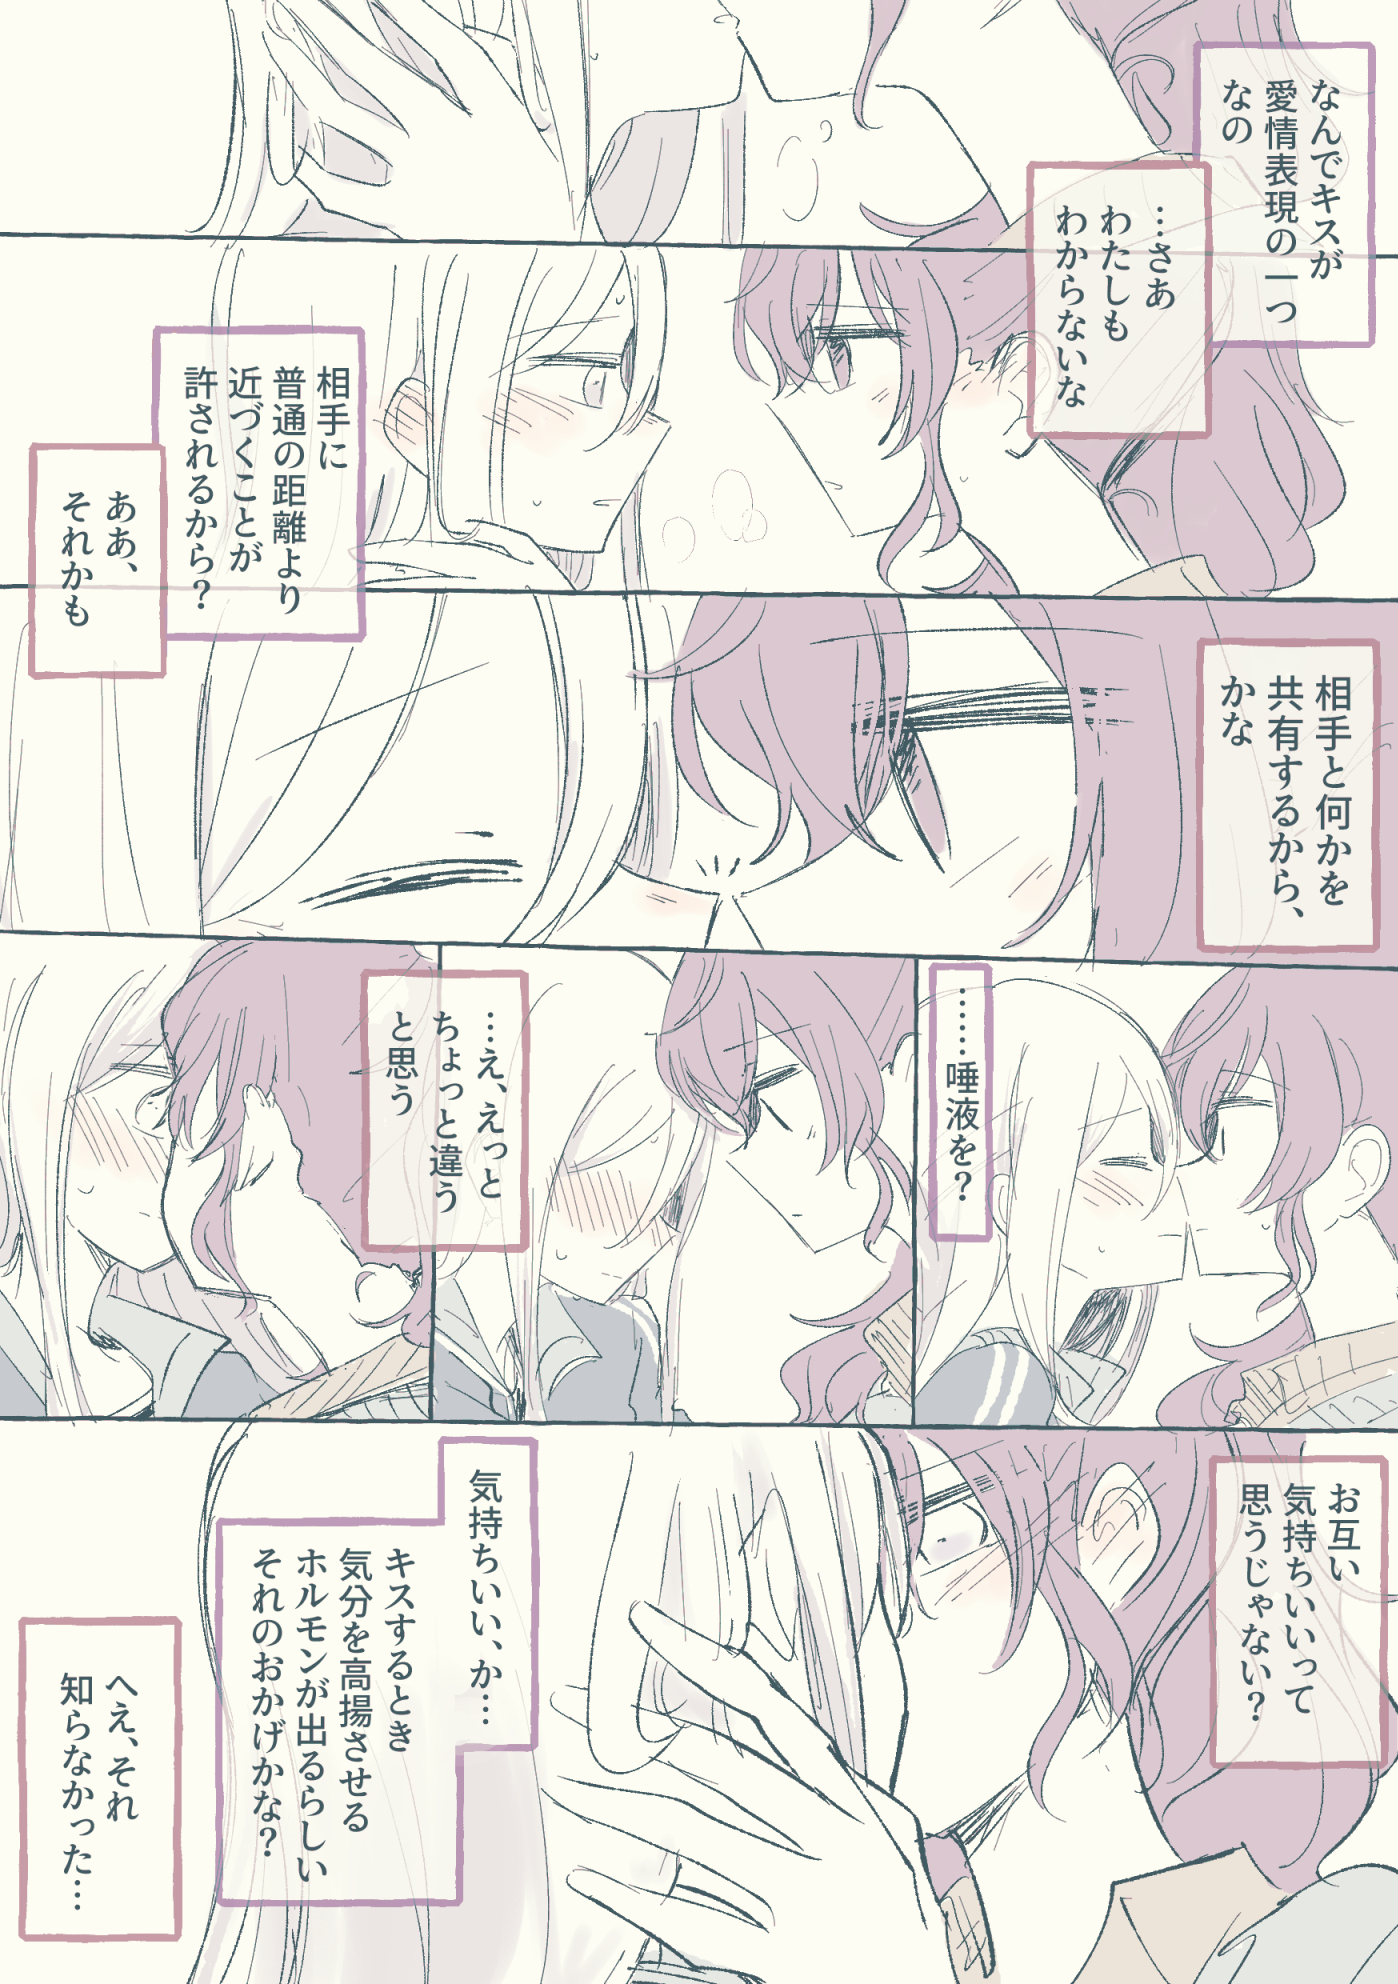 なんでキスが
愛情表現の一つ
なの
…さあ
わたしも
わからないな
相手に
普通の距離より
近づくことが
許されるから？
ああ、
それかも
相手と何かを
共有するから、
かな
……唾液を？
…え、えっと
ちょっと違う
と思う
お互い
気持ちいいって
思うじゃない？
気持ちいい、か…
キスするとき
気分を高揚させる
ホルモンが出るらしい
それのおかげかな？
へえ、それ
知らなかった…